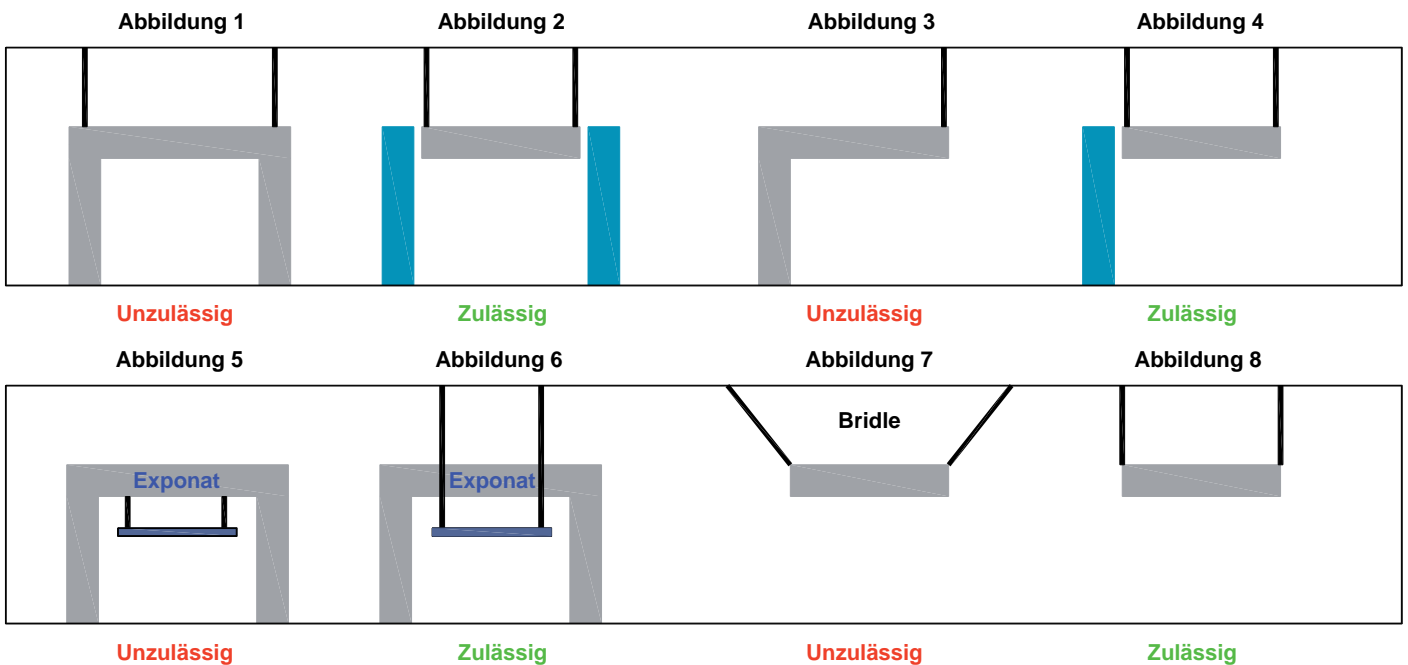 Abbildung 1 Abbildung 2 Abbildung 3 Abbildung 4
Unzulässig Zulässig Unzulässig Zulässig
Abbildung 5 Abbildung 6 Abbildung 7 Abbildung 8
Bridle
Exponat Exponat
Unzulässig Zulässig Unzulässig Zulässig